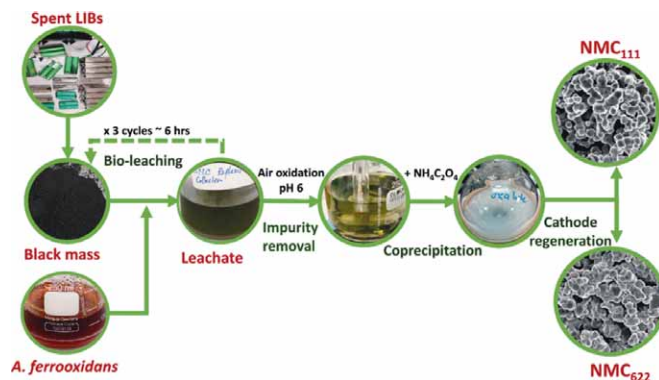 Spent LIBs
x 3 cycles ~ 6 hrs
Bio-leaching
Black mass
A. ferrooxidans
Leachate
Air oxidation
pH 6
Impurity
removal
+ NH₄C₂O₄
Coprecipitation
Cathode
regeneration
NMC₁₁₁
NMC₆₂₂